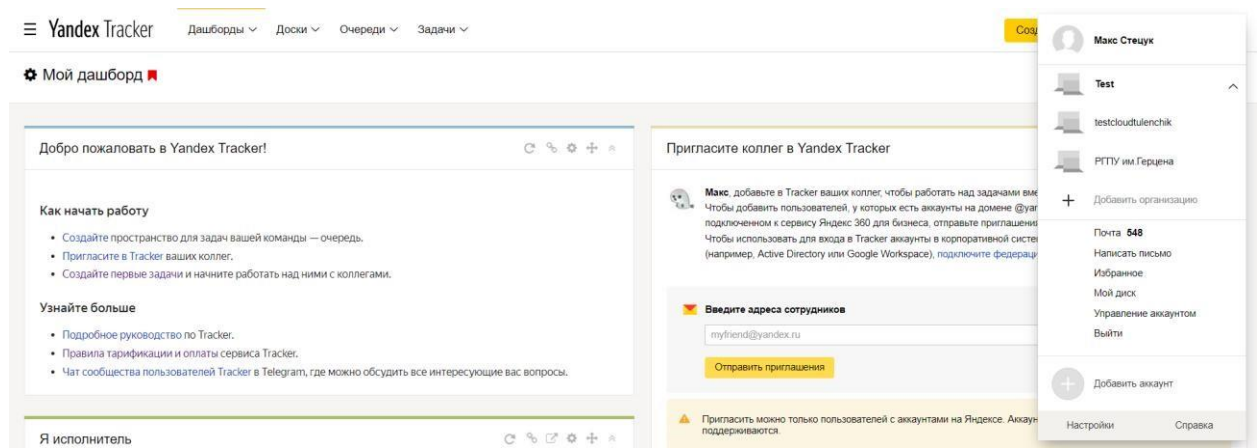 Yandex Tracker
Дашборды
Доски
Очереди
Задачи
Мой дашборд
Добро пожаловать в Yandex Tracker!
Как начать работу
• Создайте пространство для задач вашей команды — очередь.
• Пригласите в Tracker ваших коллег.
• Создайте первые задачи и начните работать над ними с коллегами.
Узнайте больше
• Подробное руководство по Tracker.
• Правила тарификации и оплаты сервиса Tracker.
• Чат сообщества пользователей Tracker в Telegram, где можно обсудить все интересующие вас вопросы.
Я исполнитель
Пригласите коллег в Yandex Tracker
Макс, добавьте в Tracker ваших коллег, чтобы работать над задачами
Чтобы добавить пользователей, у которых есть аккаунты на домене
подключенном к сервису Яндекс 360 для бизнеса, отправьте
Чтобы использовать для входа в Tracker аккаунты в корпоративной
(например, Active Directory или Google Workspace), подключите
Введите адреса сотрудников
myfriend@yandex.ru
Отправить приглашения
Пригласить можно только пользователей с аккаунтами на Яндексе.
поддерживаются.
Макс Стецук
Test
testcloudtulenchik
РГПУ им.Герцена
+ Добавить организацию
Почта 548
Написать письмо
Избранное
Мой диск
Управление аккаунтом
Выйти
Добавить аккаунт
Настройки
Справка